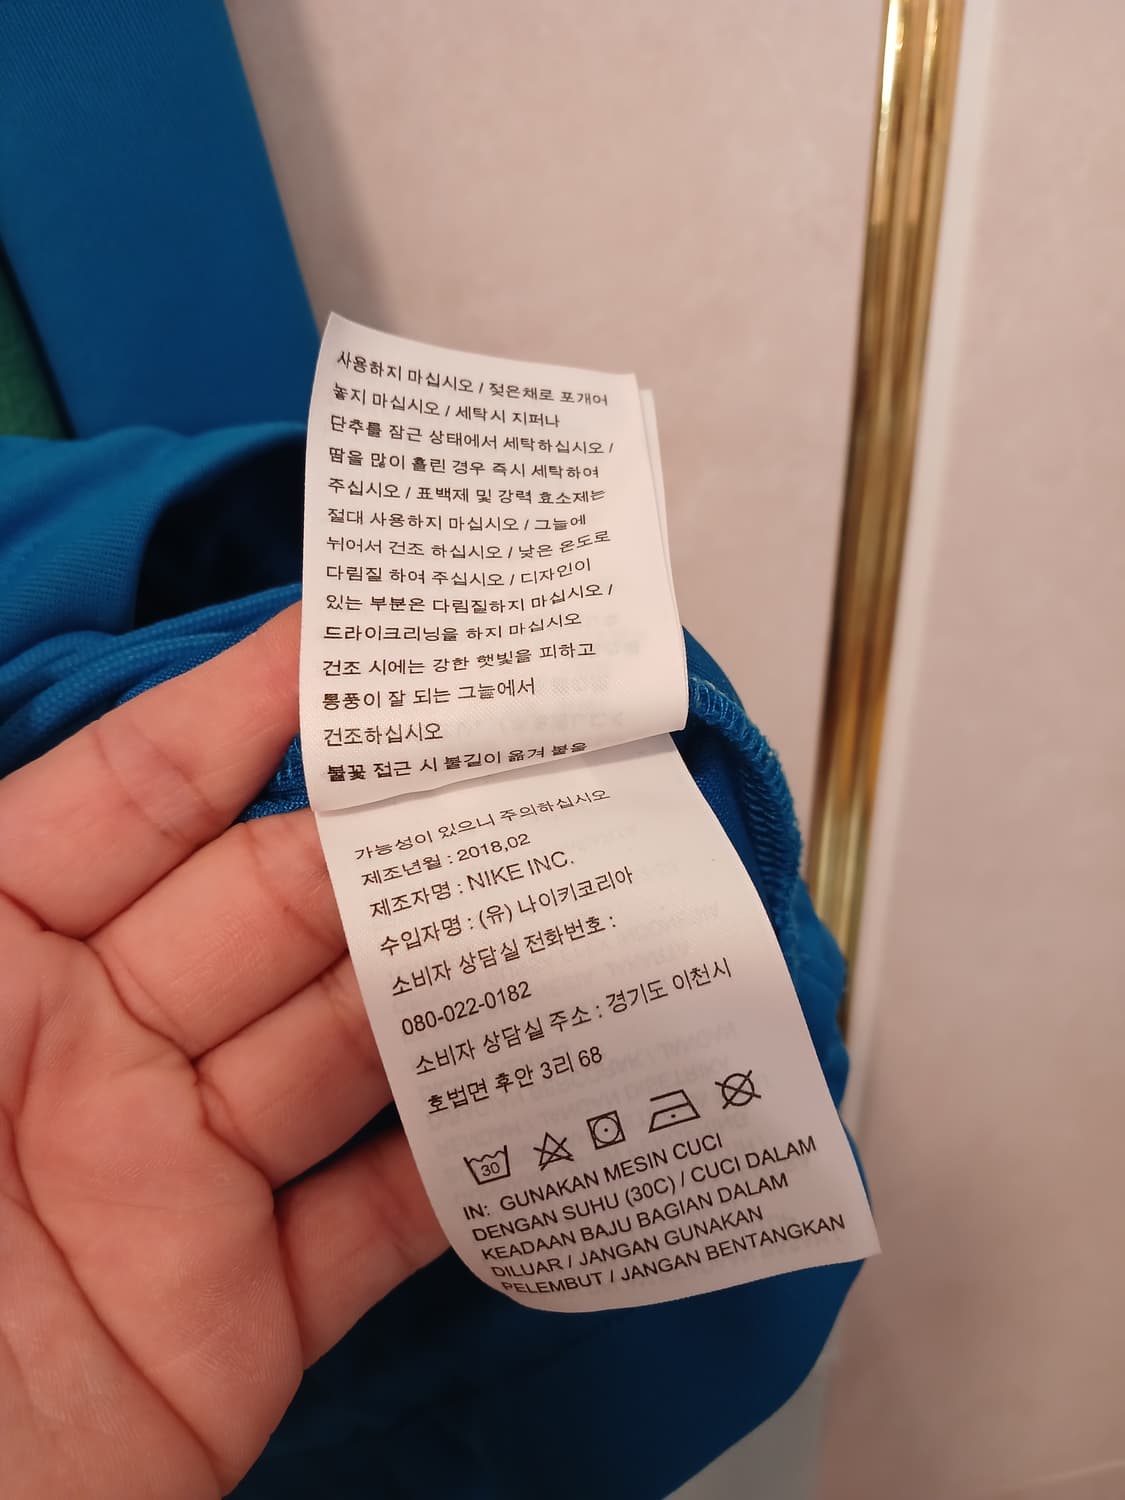 사용하지 마십시오 / 젖은채로 포개어
놓지 마십시오 / 세탁시 지퍼나
단추를 잠근 상태에서 세탁하십시오 /
땀을 많이 흘린 경우 즉시 세탁하여
주십시오 / 표백제 및 강력 효소제는
절대 사용하지 마십시오 / 그늘에
뉘어서 건조 하십시오 / 낮은 온도로
다림질 하여 주십시오 / 디자인이
있는 부분은 다림질하지 마십시오 /
드라이크리닝을 하지 마십시오
건조 시에는 강한 햇빛을 피하고
통풍이 잘 되는 그늘에서
건조하십시오
불꽃 접근 시 불길이 옮겨 붙을
가능성이 있으니 주의하십시오
제조년월 : 2018,02
제조자명 : NIKE INC.
수입자명 : (유) 나이키코리아
소비자 상담실 전화번호 :
080-022-0182
소비자 상담실 주소 : 경기도 이천시
호법면 후안 3리 68
30
IN: GUNAKAN MESIN CUCI
DENGAN SUHU (30C) / CUCI DALAM
KEADAAN BAJU BAGIAN DALAM
DILUAR / JANGAN GUNAKAN
PELEMBUT / JANGAN BENTANGKAN